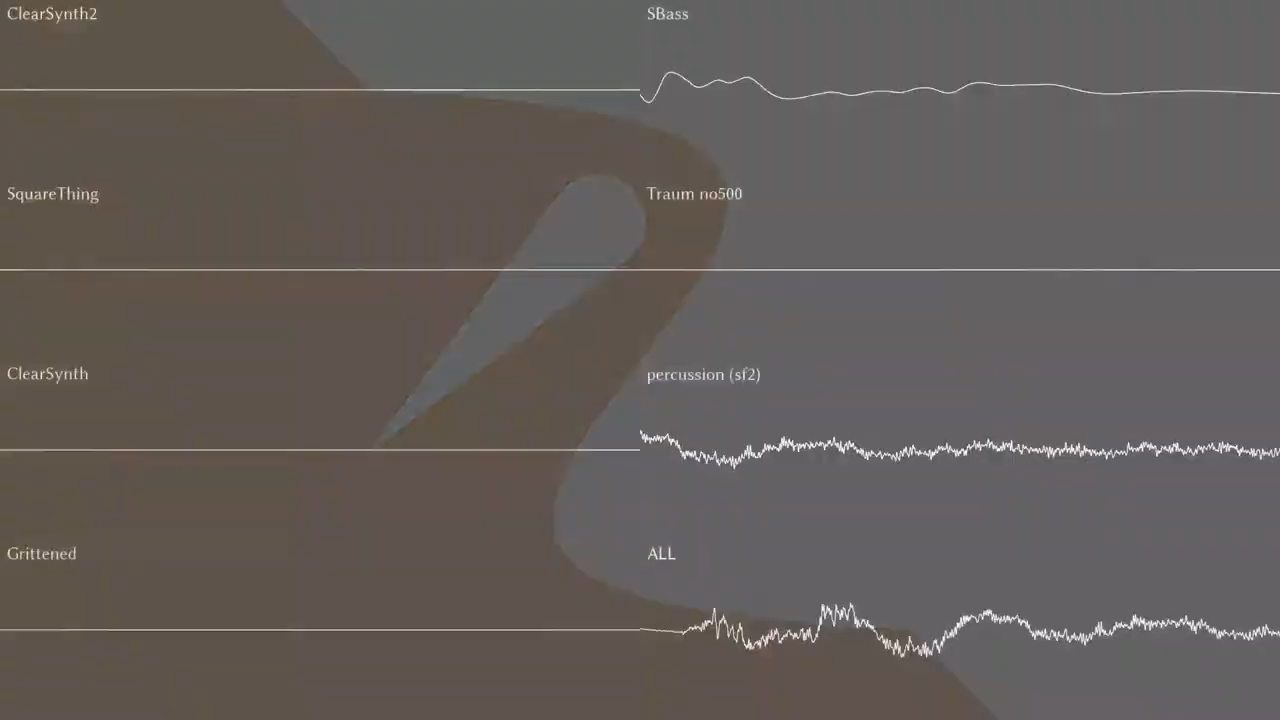 ClearSynth2
SBass
SquareThing
Traum no500
ClearSynth
percussion (sf2)
Grittened
ALL